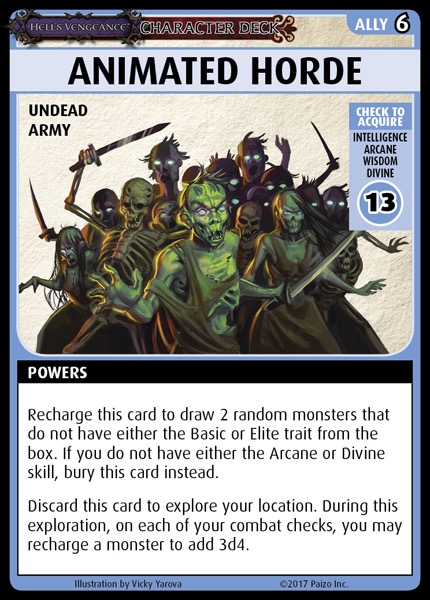 HELL'S VENGEANCE CHARACTER DECK
ALLY 6
ANIMATED HORDE
UNDEAD
ARMY
CHECK TO
ACQUIRE
INTELLIGENCE
ARCANE
WISDOM
DIVINE
13
POWERS
Recharge this card to draw 2 random monsters that
do not have either the Basic or Elite trait from the
box. If you do not have either the Arcane or Divine
skill, bury this card instead.
Discard this card to explore your location. During this
exploration, on each of your combat checks, you may
recharge a monster to add 3d4.
Illustration by Vicky Yarova ©2017 Paizo Inc.